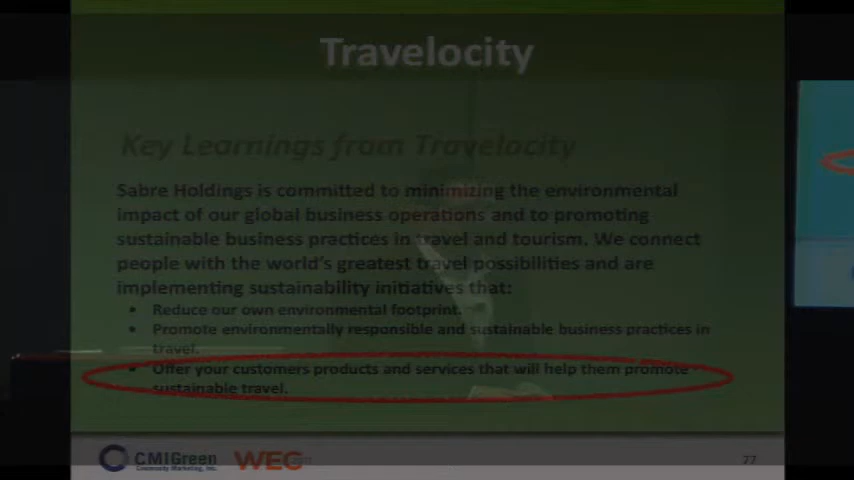 Travelocity
Key Learnings from Travelocity
Sabre Holdings is committed to minimizing the environmental
impact of our global business operations and to promoting
sustainable business practices in travel and tourism. We connect
people with the world's greatest travel possibilities and are
implementing sustainability initiatives that:
• Reduce our own environmental footprint.
• Promote environmentally responsible and sustainable business practices in
travel.
• Offer your customers products and services that will help them promote
sustainable travel.
CMIGreen
Community Marketing, Inc.
WEG
77